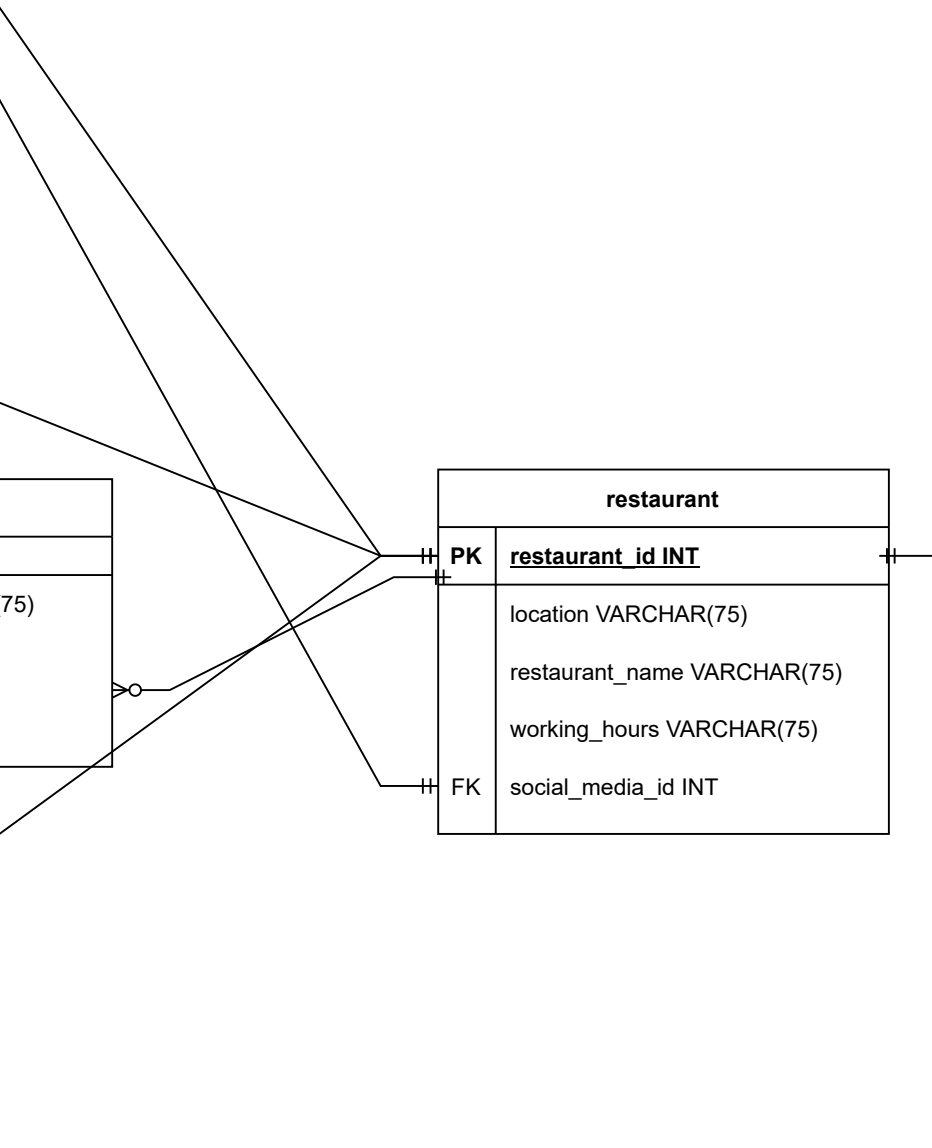 restaurant
PK restaurant_id INT
location VARCHAR(75)
75)
restaurant_name VARCHAR(75)
working_hours VARCHAR(75)
FK social_media_id INT